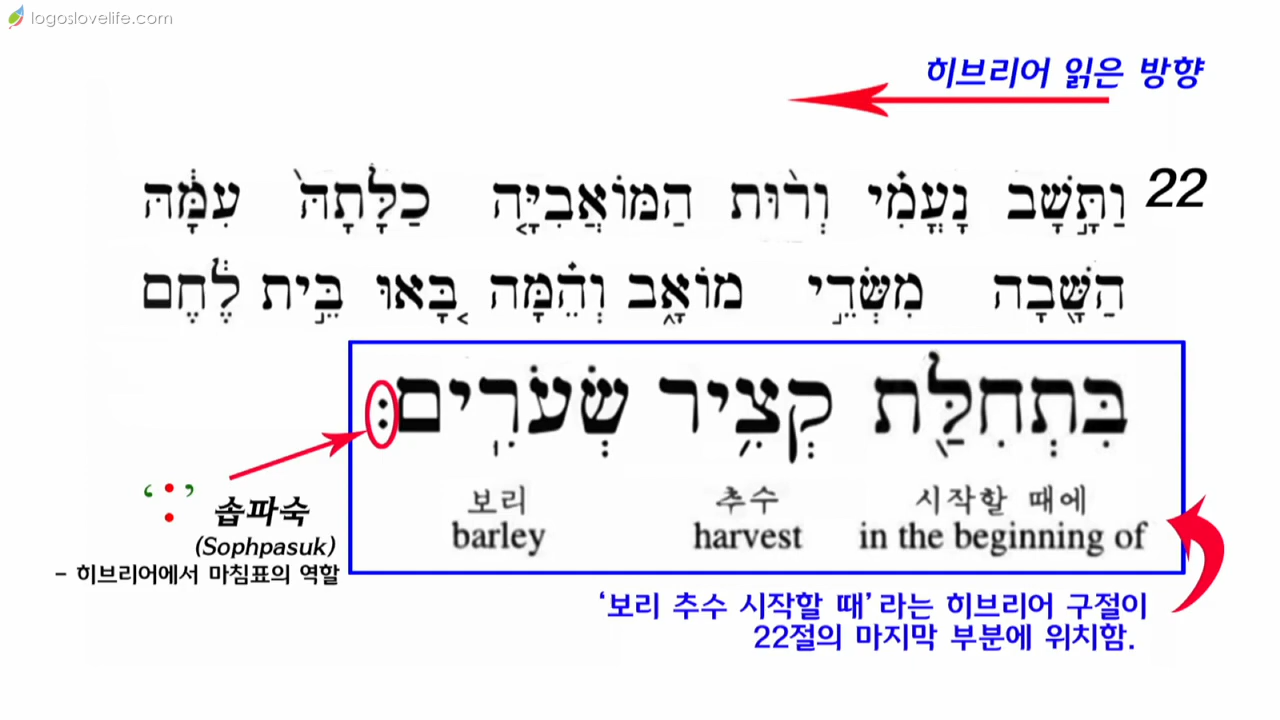 logoslovelife.com
히브리어 읽은 방향
22 וַתָּ֣שָׁב נָעֳמִ֗י וְר֨וּת הַמּוֹאֲבִיָּ֤ה כַלָּתָהּ֙ עִמָּ֔הּ
הַשָּׁ֖בָה מִשְּׂדֵ֣י מוֹאָ֑ב וְהֵ֗מָּה בָּ֚אוּ בֵּ֣ית לֶ֔חֶם
בִּתְחִלַּ֖ת קְצִ֥יר שְׂעֹרִֽים׃
시작할 때에 추수 보리
in the beginning of harvest barley
‘:’ 솝파숙
(Sophpasuk)
- 히브리어에서 마침표의 역할
‘보리 추수 시작할 때’라는 히브리어 구절이
22절의 마지막 부분에 위치함.